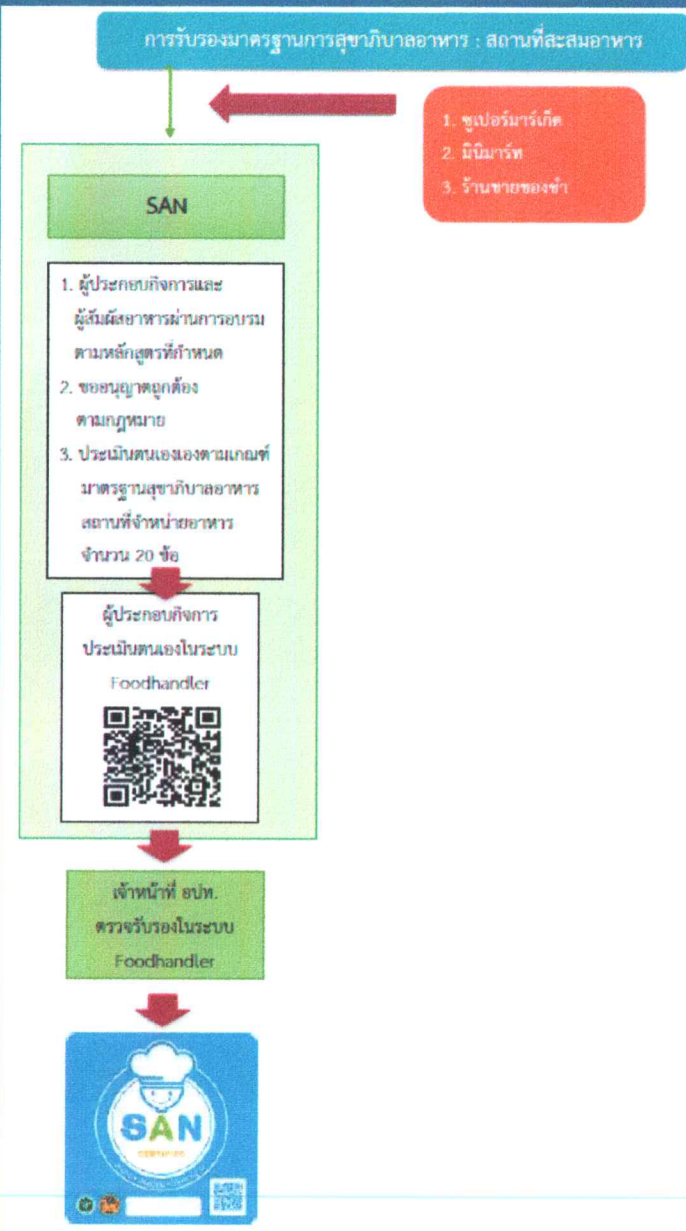 การรับรองมาตรฐานการสุขาภิบาลอาหาร : สถานที่สะสมอาหาร
1. ซูเปอร์มาร์เก็ต
2. มินิมาร์ท
3. ร้านขายของชำ
SAN
1. ผู้ประกอบกิจการและ
ผู้สัมผัสอาหารผ่านการอบรม
ตามหลักสูตรที่กำหนด
2. ขออนุญาตถูกต้อง
ตามกฎหมาย
3. ประเมินตนเองเองตามเกณฑ์
มาตรฐานสุขาภิบาลอาหาร
สถานที่จำหน่ายอาหาร
จำนวน 20 ข้อ
ผู้ประกอบกิจการ
ประเมินตนเองในระบบ
Foodhandler
เจ้าหน้าที่ อปท.
ตรวจรับรองในระบบ
Foodhandler
SAN